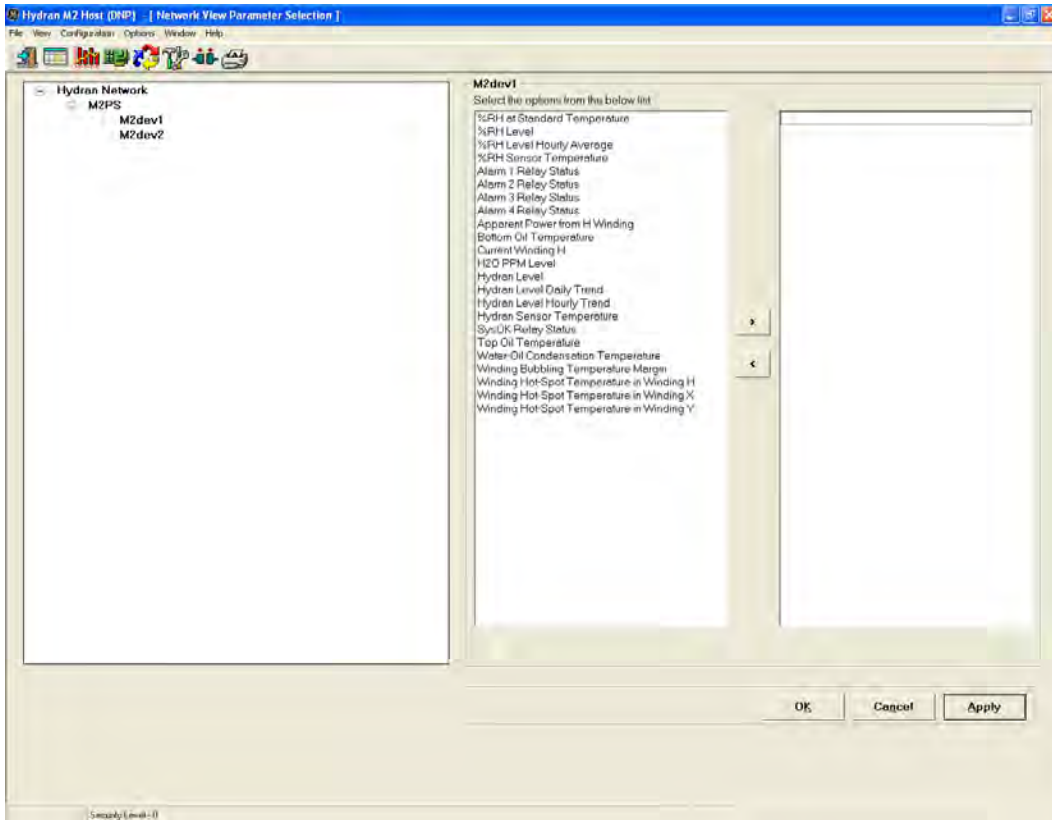 Hydran M2 Host (DNP) - [ Network View Parameter Selection ]
File View Configuration Options Window Help
Hydran Network
M2PS
M2dev1
M2dev2
M2dev1
Select the options from the below list
%RH at Standard Temperature
%RH Level
%RH Level Hourly Average
%RH Sensor Temperature
Alarm 1 Relay Status
Alarm 2 Relay Status
Alarm 3 Relay Status
Alarm 4 Relay Status
Apparent Power from H Winding
Bottom Oil Temperature
Current Winding H
H2O PPM Level
Hydran Level
Hydran Level Daily Trend
Hydran Level Hourly Trend
Hydran Sensor Temperature
SysOK Relay Status
Top Oil Temperature
Water-Oil Condensation Temperature
Winding Bubbling Temperature Margin
Winding Hot-Spot Temperature in Winding H
Winding Hot-Spot Temperature in Winding X
Winding Hot-Spot Temperature in Winding Y
>
<
OK Cancel Apply
Security Level - 0